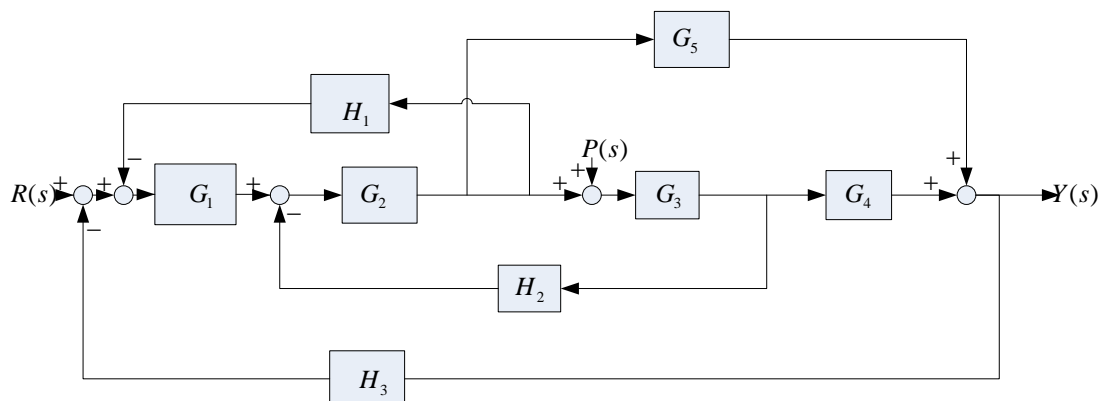 G₅
H₁
P(s)
R(s)
+
+
−
G₁
+
−
G₂
+
+
G₃
G₄
+
+
Y(s)
−
H₂
H₃